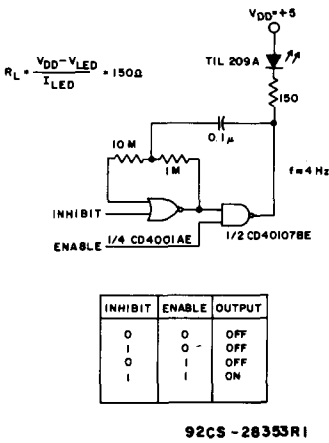 V_DD=+5
TIL 209A
R_L = (V_DD-V_LED)/I_LED = 150Ω
150
0.1μ
10 M
1M
f=4 Hz
INHIBIT
ENABLE 1/4 CD4001AE
1/2 CD40107BE
INHIBIT ENABLE OUTPUT
0 0 OFF
1 0 OFF
0 1 OFF
1 1 ON
92CS-28353R1